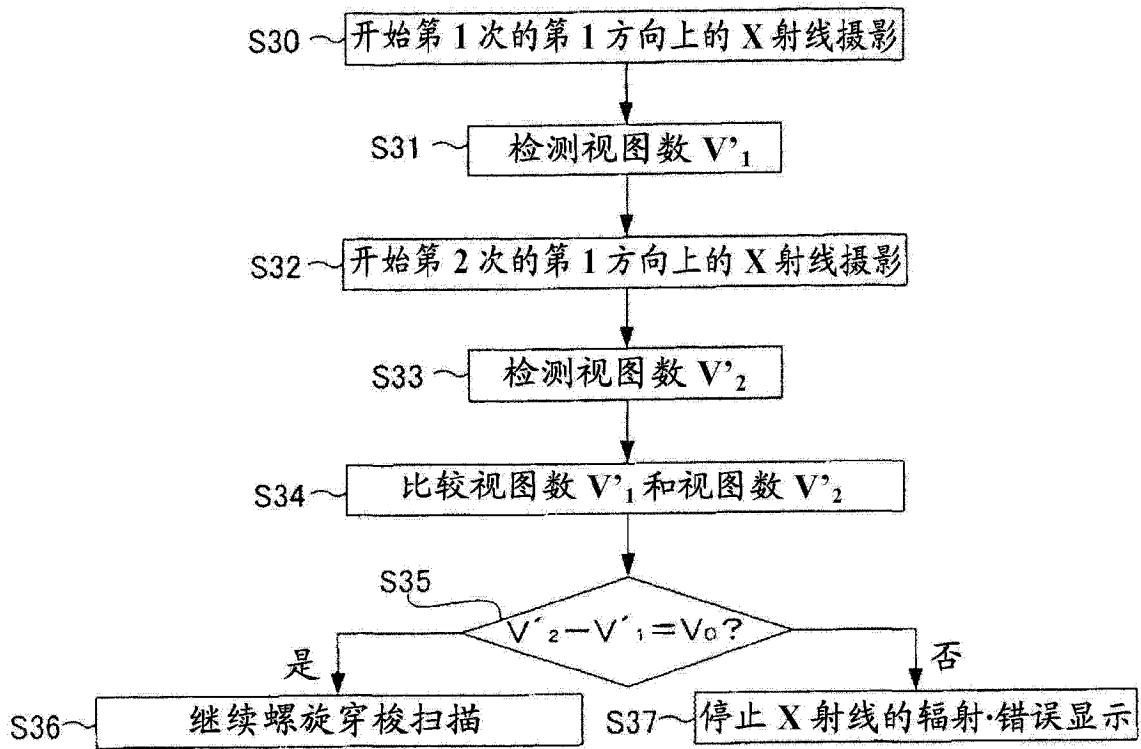 S30
开始第1次的第1方向上的X射线摄影
S31
检测视图数 V’₁
S32
开始第2次的第1方向上的X射线摄影
S33
检测视图数 V’₂
S34
比较视图数 V’₁和视图数 V’₂
S35
V´₂−V´₁=V₀?
是
否
S36
继续螺旋穿梭扫描
S37
停止X射线的辐射·错误显示